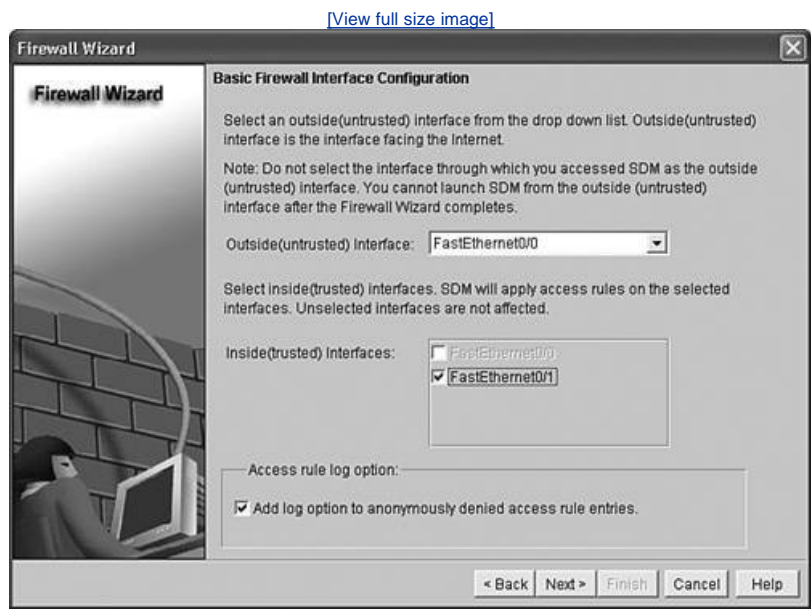 [View full size image]
Firewall Wizard
Firewall Wizard
Basic Firewall Interface Configuration
Select an outside(untrusted) interface from the drop down list. Outside(untrusted)
interface is the interface facing the Internet.
Note: Do not select the interface through which you accessed SDM as the outside
(untrusted) interface. You cannot launch SDM from the outside (untrusted)
interface after the Firewall Wizard completes.
Outside(untrusted) Interface: FastEthernet0/0
Select inside(trusted) interfaces. SDM will apply access rules on the selected
interfaces. Unselected interfaces are not affected.
Inside(trusted) Interfaces: FastEthernet0/0
FastEthernet0/1
Access rule log option:
Add log option to anonymously denied access rule entries.
< Back Next > Finish Cancel Help